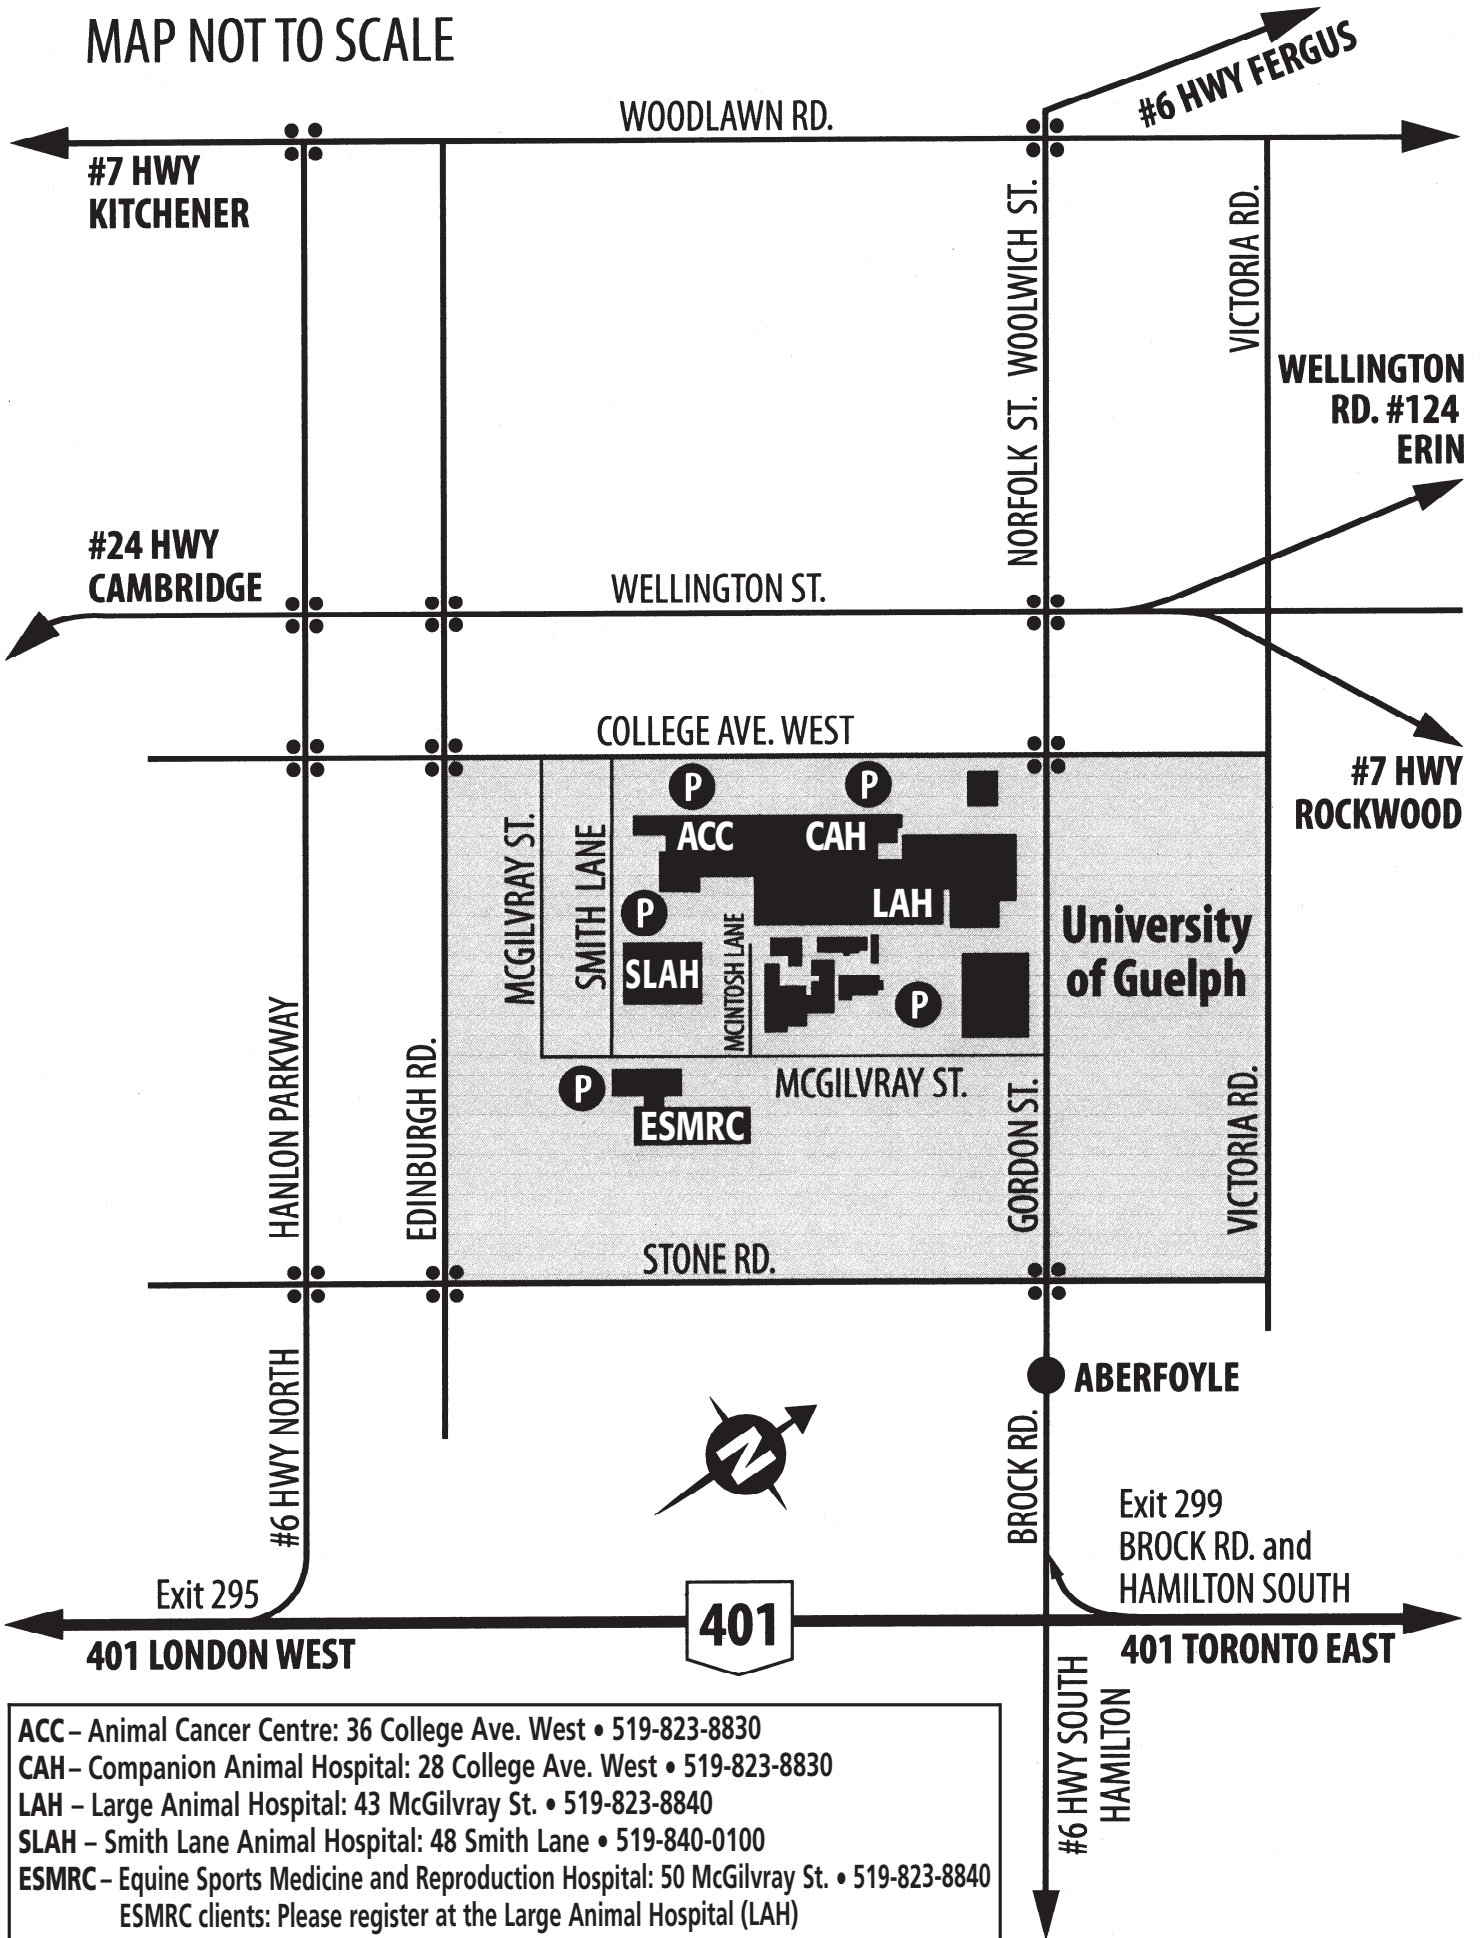 MAP NOT TO SCALE
#6 HWY FERGUS
WOODLAWN RD.
#7 HWY
KITCHENER
NORFOLK ST. WOOLWICH ST.
VICTORIA RD.
WELLINGTON
RD. #124
ERIN
#24 HWY
CAMBRIDGE
WELLINGTON ST.
COLLEGE AVE. WEST
#7 HWY
ROCKWOOD
P
P
ACC
CAH
MCGILVRAY ST.
SMITH LANE
P
LAH
SLAH
MCINTOSH LANE
P
University
of Guelph
HANLON PARKWAY
EDINBURGH RD.
P
ESMRC
MCGILVRAY ST.
GORDON ST.
VICTORIA RD.
STONE RD.
#6 HWY NORTH
ABERFOYLE
N
BROCK RD.
Exit 299
BROCK RD. and
HAMILTON SOUTH
Exit 295
401
401 LONDON WEST
401 TORONTO EAST
#6 HWY SOUTH
HAMILTON
ACC – Animal Cancer Centre: 36 College Ave. West • 519-823-8830
CAH – Companion Animal Hospital: 28 College Ave. West • 519-823-8830
LAH – Large Animal Hospital: 43 McGilvray St. • 519-823-8840
SLAH – Smith Lane Animal Hospital: 48 Smith Lane • 519-840-0100
ESMRC – Equine Sports Medicine and Reproduction Hospital: 50 McGilvray St. • 519-823-8840
ESMRC clients: Please register at the Large Animal Hospital (LAH)